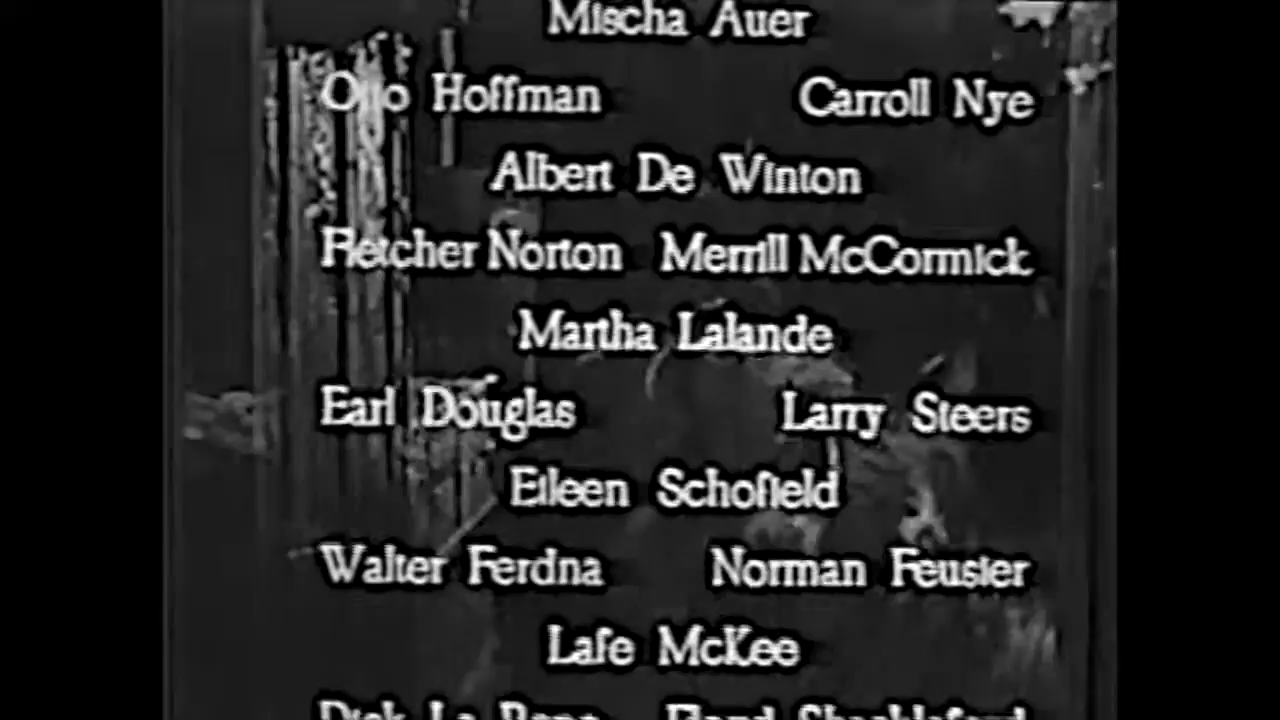 Mischa Auer
Otto Hoffman Carroll Nye
Albert De Winton
Fletcher Norton Merrill McCormick
Martha Lalande
Earl Douglas Larry Steers
Eileen Schofield
Walter Ferdna Norman Feusier
Lafe McKee